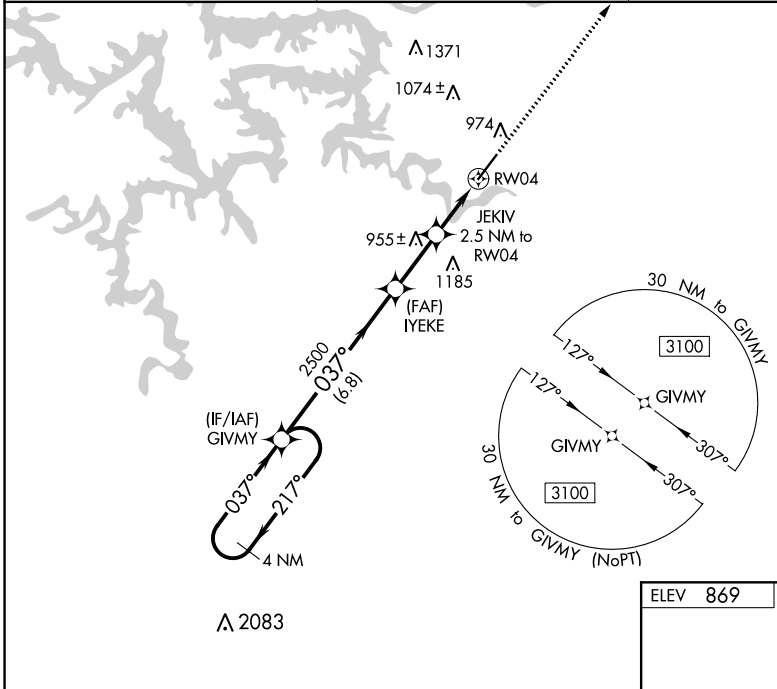 1371
1074 ±
974
RW04
JEKIV
2.5 NM to
RW04
955 ±
1185
(FAF)
IYEKE
2500
037°
(6.8)
(IF/IAF)
GIVMY
037°
217°
4 NM
2083
30 NM to GIVMY
3100
127°
GIVMY
307°
127°
GIVMY
307°
3100
30 NM to GIVMY (NoPT)
ELEV 869